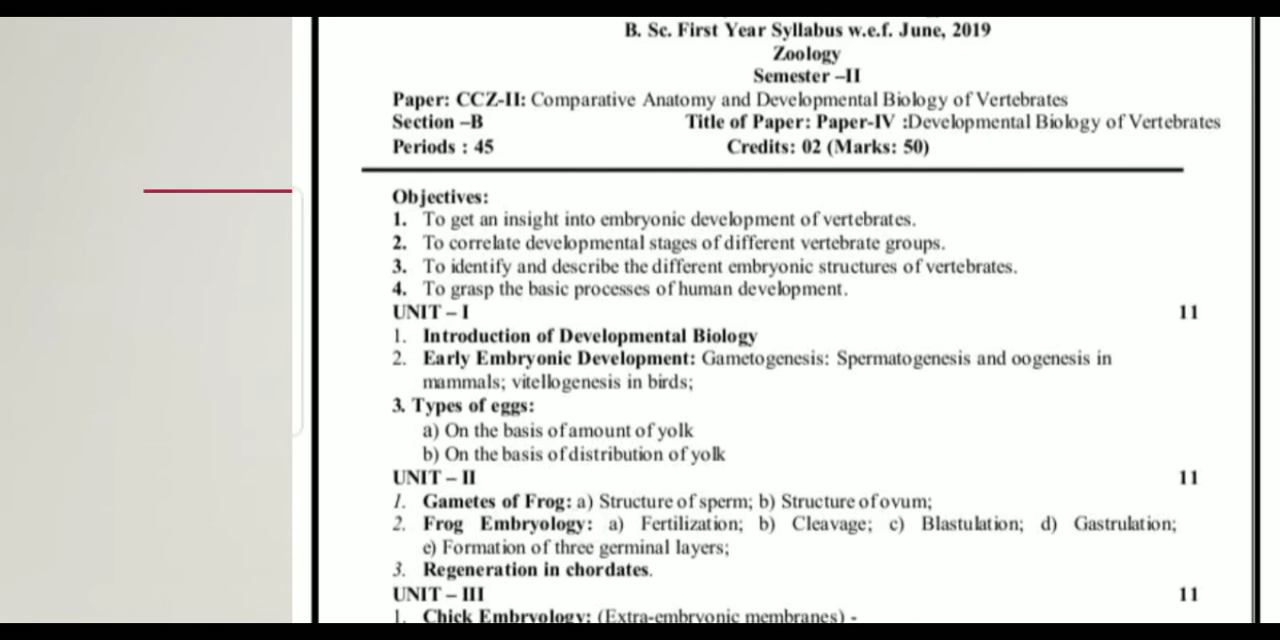 B. Sc. First Year Syllabus w.e.f. June, 2019
Zoology
Semester –II
Paper: CCZ-II: Comparative Anatomy and Developmental Biology of Vertebrates
Section –B Title of Paper: Paper-IV :Developmental Biology of Vertebrates
Periods : 45 Credits: 02 (Marks: 50)
Objectives:
1. To get an insight into embryonic development of vertebrates.
2. To correlate developmental stages of different vertebrate groups.
3. To identify and describe the different embryonic structures of vertebrates.
4. To grasp the basic processes of human development.
UNIT – I 11
1. Introduction of Developmental Biology
2. Early Embryonic Development: Gametogenesis: Spermatogenesis and oogenesis in
mammals; vitellogenesis in birds;
3. Types of eggs:
a) On the basis of amount of yolk
b) On the basis of distribution of yolk
UNIT – II 11
1. Gametes of Frog: a) Structure of sperm; b) Structure of ovum;
2. Frog Embryology: a) Fertilization; b) Cleavage; c) Blastulation; d) Gastrulation;
e) Formation of three germinal layers;
3. Regeneration in chordates.
UNIT – III 11
1. Chick Embryology: (Extra-embryonic membranes) -